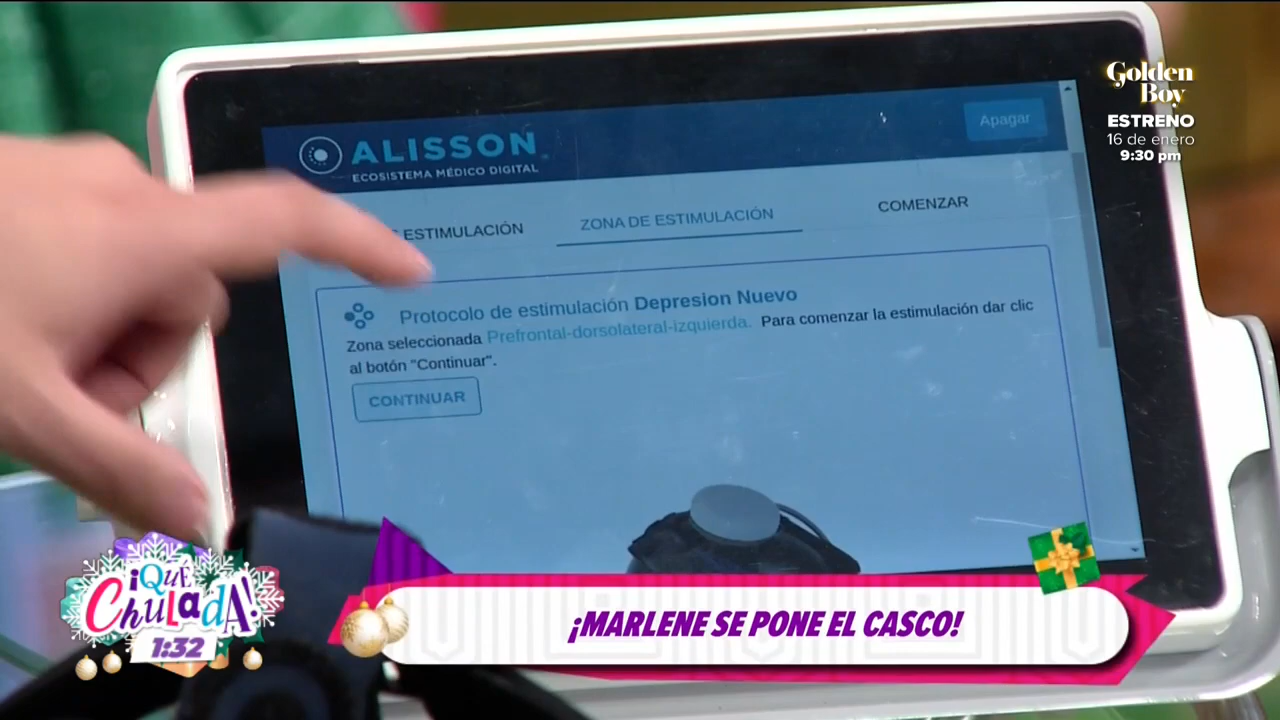 Golden
Boy
ESTRENO
16 de enero
9:30 pm
ALISSON
ECOSISTEMA MÉDICO DIGITAL
Apagar
ESTIMULACIÓN
ZONA DE ESTIMULACIÓN
COMENZAR
Protocolo de estimulación Depresion Nuevo
Zona seleccionada Prefrontal-dorsolateral-izquierda. Para comenzar la estimulación dar clic
al botón "Continuar".
CONTINUAR
¡QUÉ
CHULADA!
1:32
¡MARLENE SE PONE EL CASCO!